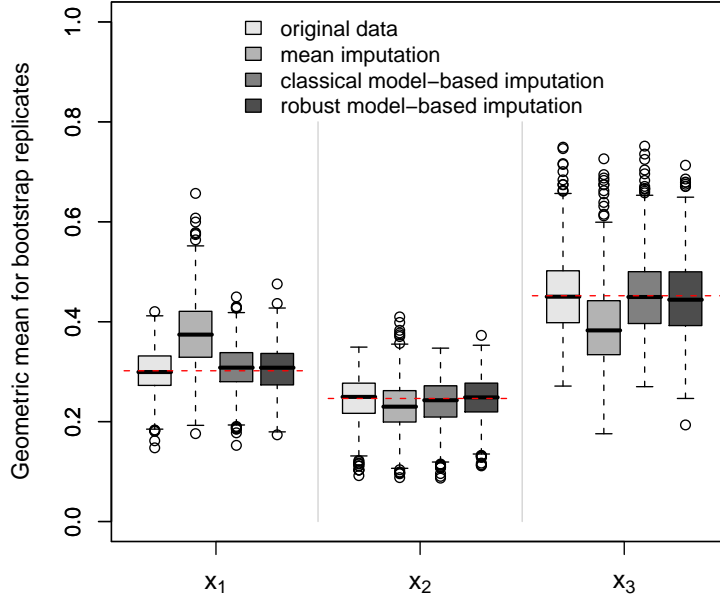 original data
mean imputation
classical model−based imputation
robust model−based imputation
Geometric mean for bootstrap replicates
1.0
0.8
0.6
0.4
0.2
0.0
x₁ x₂ x₃